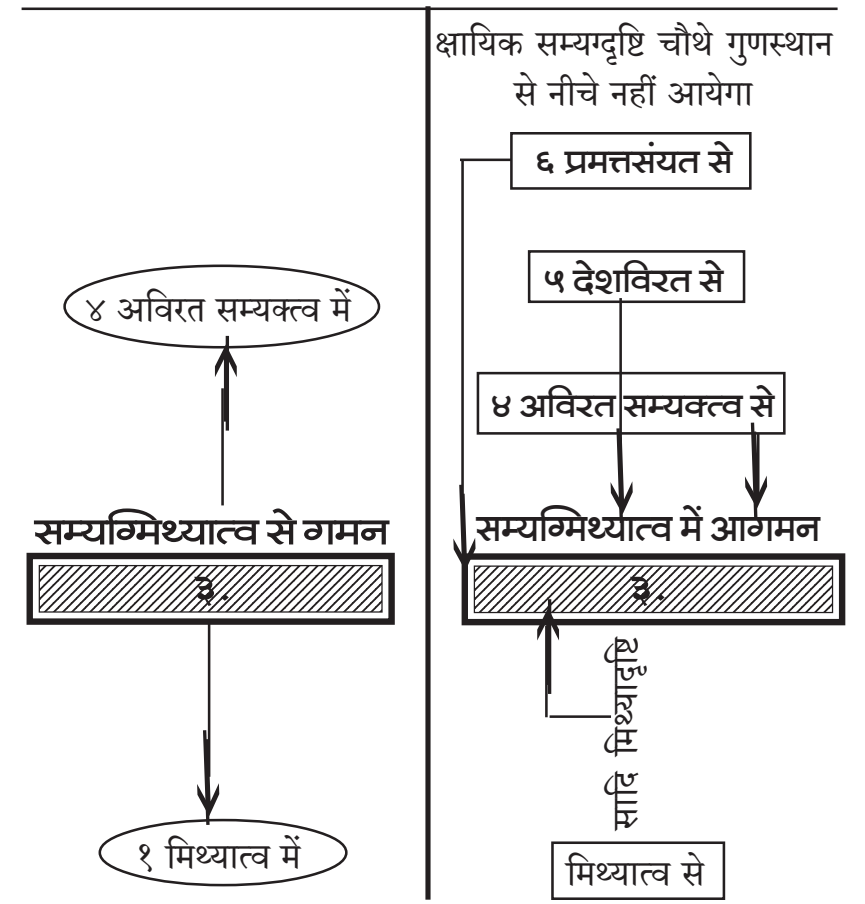 ४ अविरत सम्यक्त्व में
सम्यग्मिथ्यात्व से गमन
३.
१ मिथ्यात्व में
क्षायिक सम्यग्दृष्टि चौथे गुणस्थान
से नीचे नहीं आयेगा
६ प्रमत्तसंयत से
५ देशविरत से
४ अविरत सम्यक्त्व से
सम्यग्मिथ्यात्व में आगमन
३.
सादि मिथ्यादृष्टि
मिथ्यात्व से